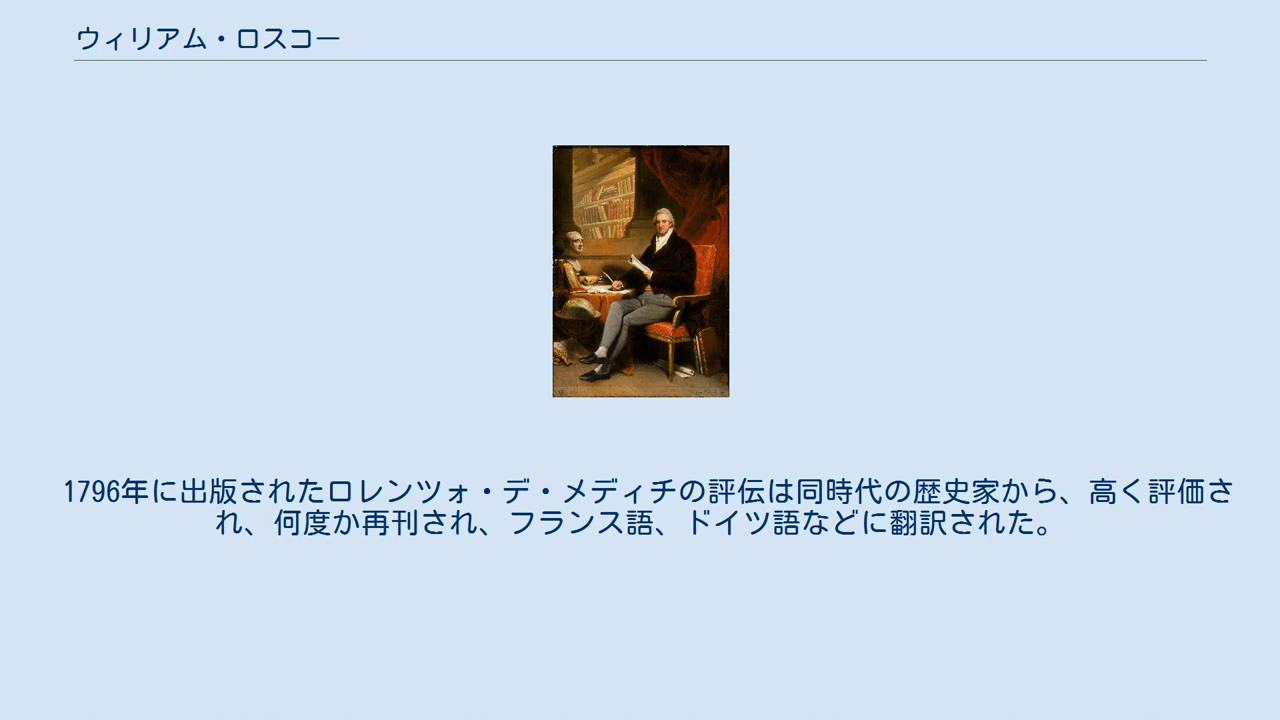 ウィリアム・ロスコー
1796年に出版されたロレンツォ・デ・メディチの評伝は同時代の歴史家から、高く評価さ
れ、何度か再刊され、フランス語、ドイツ語などに翻訳された。